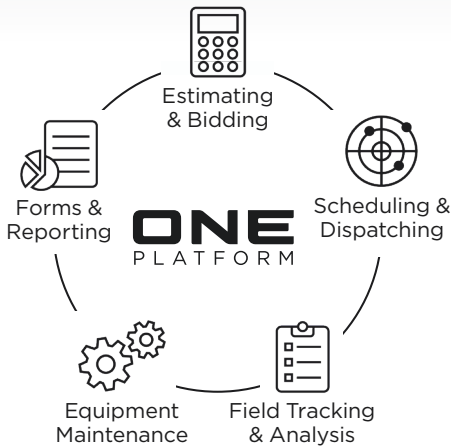 Estimating
& Bidding
Scheduling &
Dispatching
Field Tracking
& Analysis
Equipment
Maintenance
Forms &
Reporting
ONE
PLATFORM